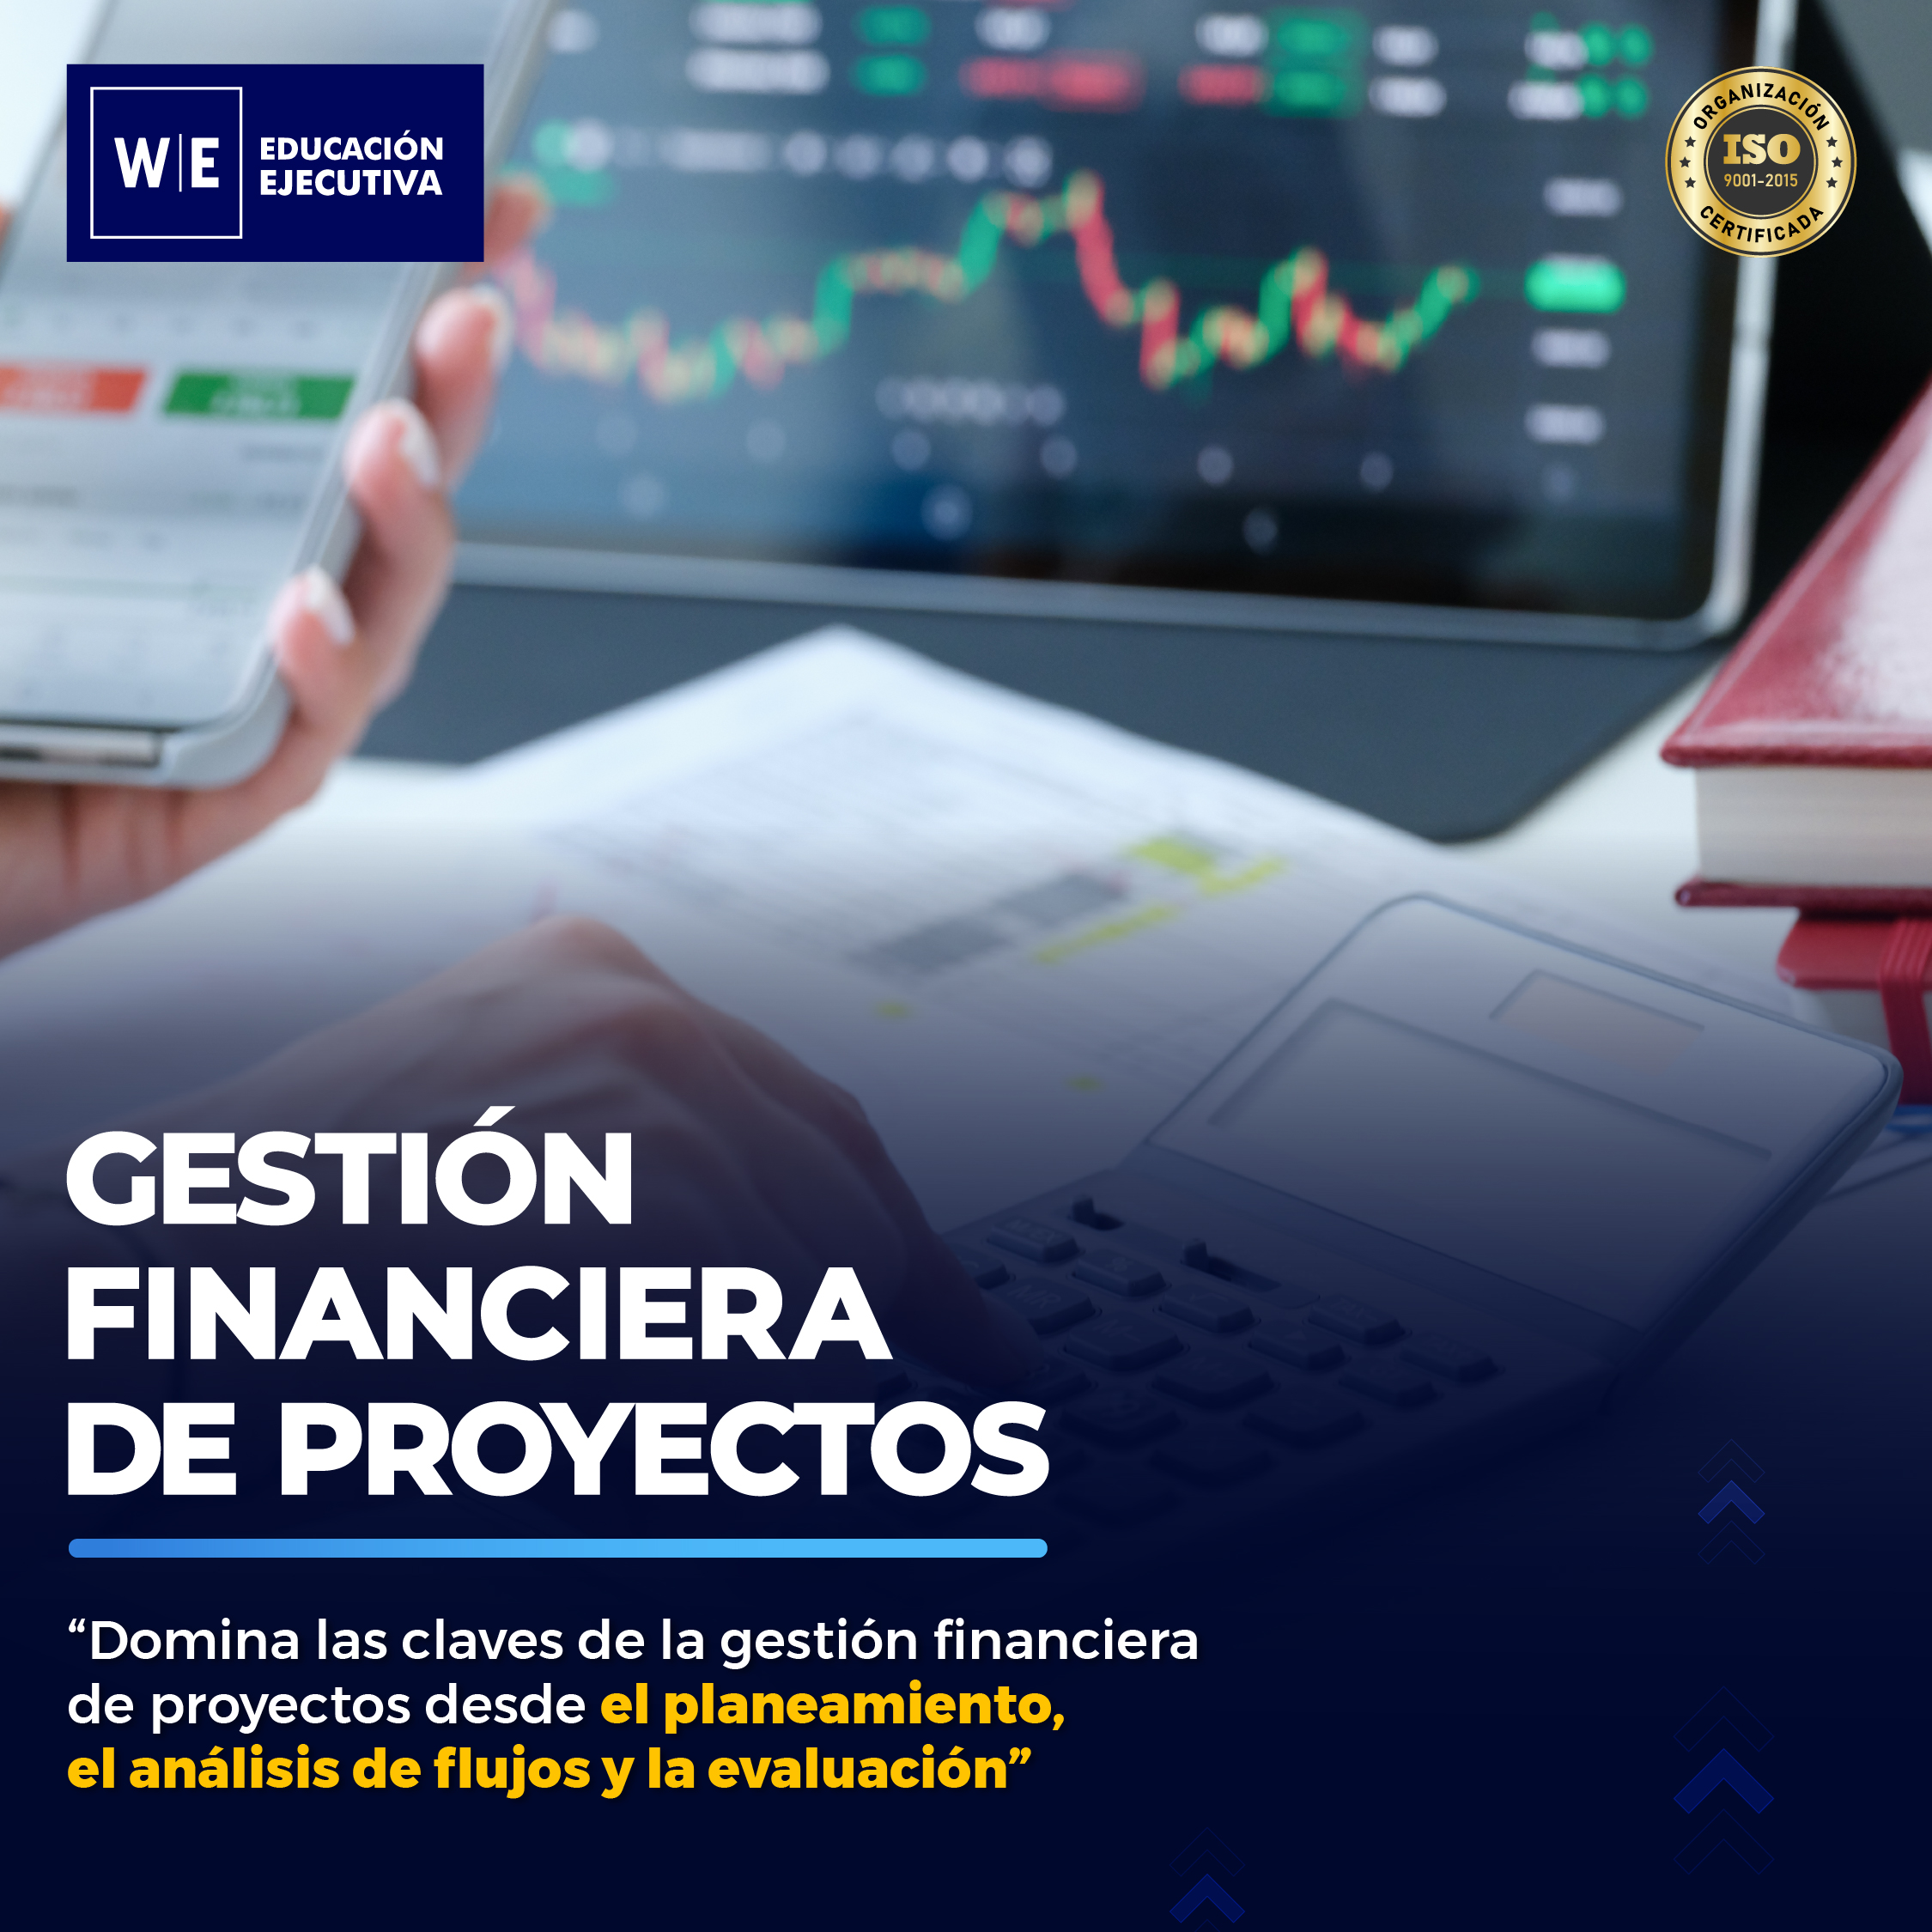 W|E
EDUCACIÓN
EJECUTIVA
ORGANIZACIÓN
ISO
9001-2015
CERTIFICADA
GESTIÓN
FINANCIERA
DE PROYECTOS
“Domina las claves de la gestión financiera
de proyectos desde el planeamiento,
el análisis de flujos y la evaluación”